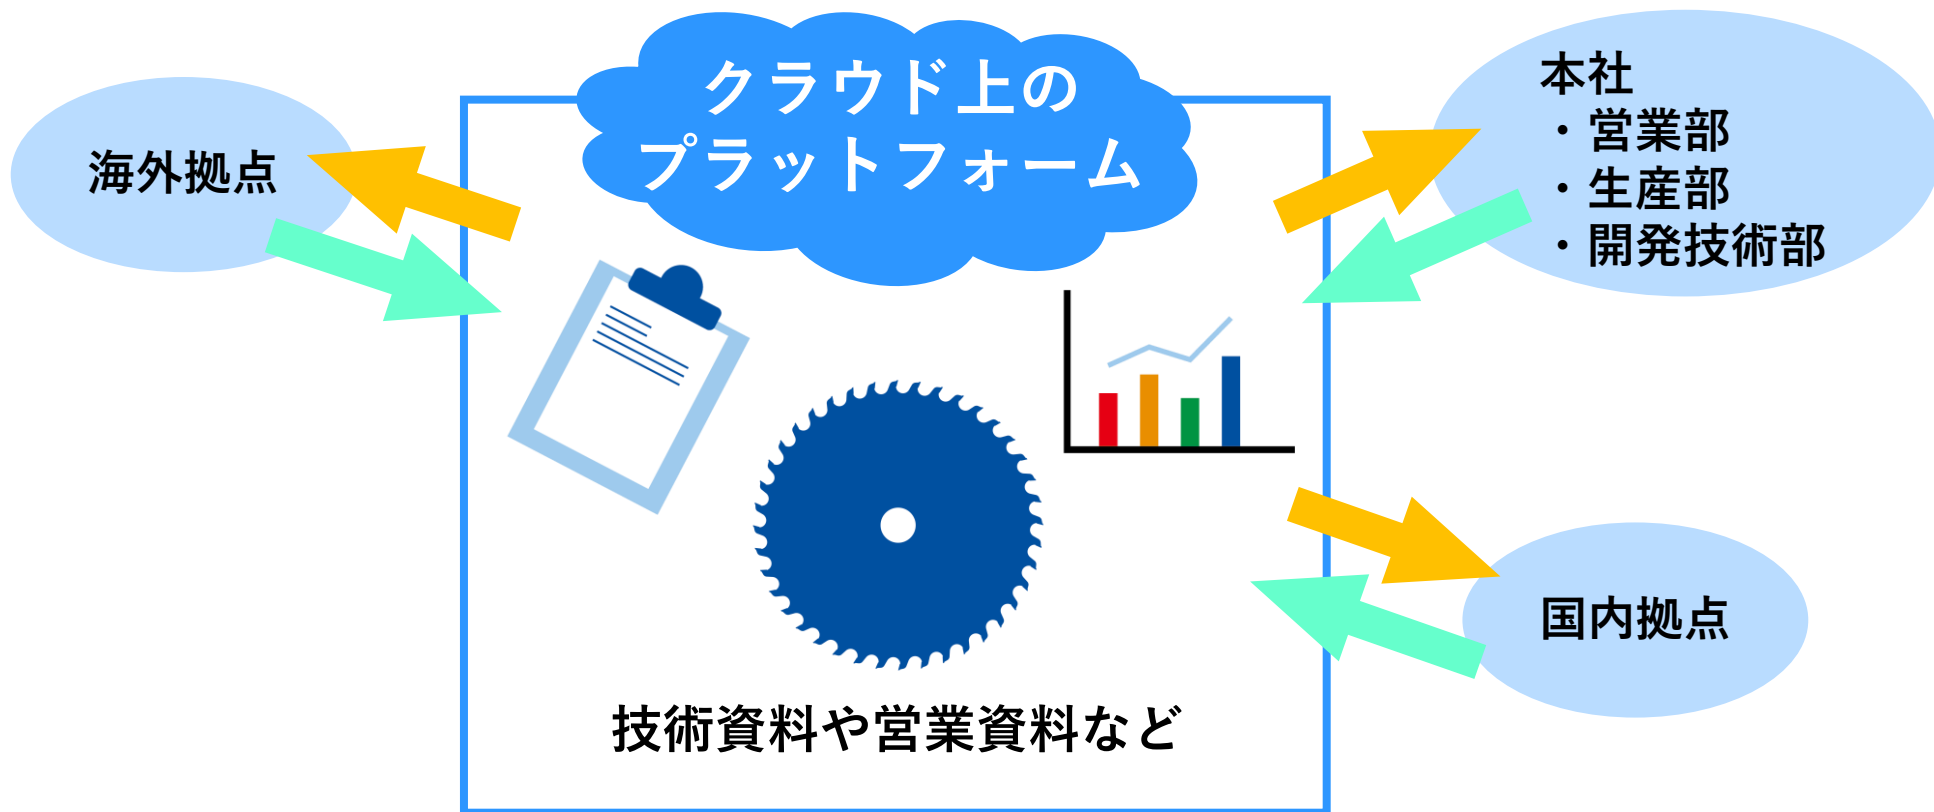 クラウド上の
プラットフォーム
海外拠点
本社
・営業部
・生産部
・開発技術部
国内拠点
技術資料や営業資料など